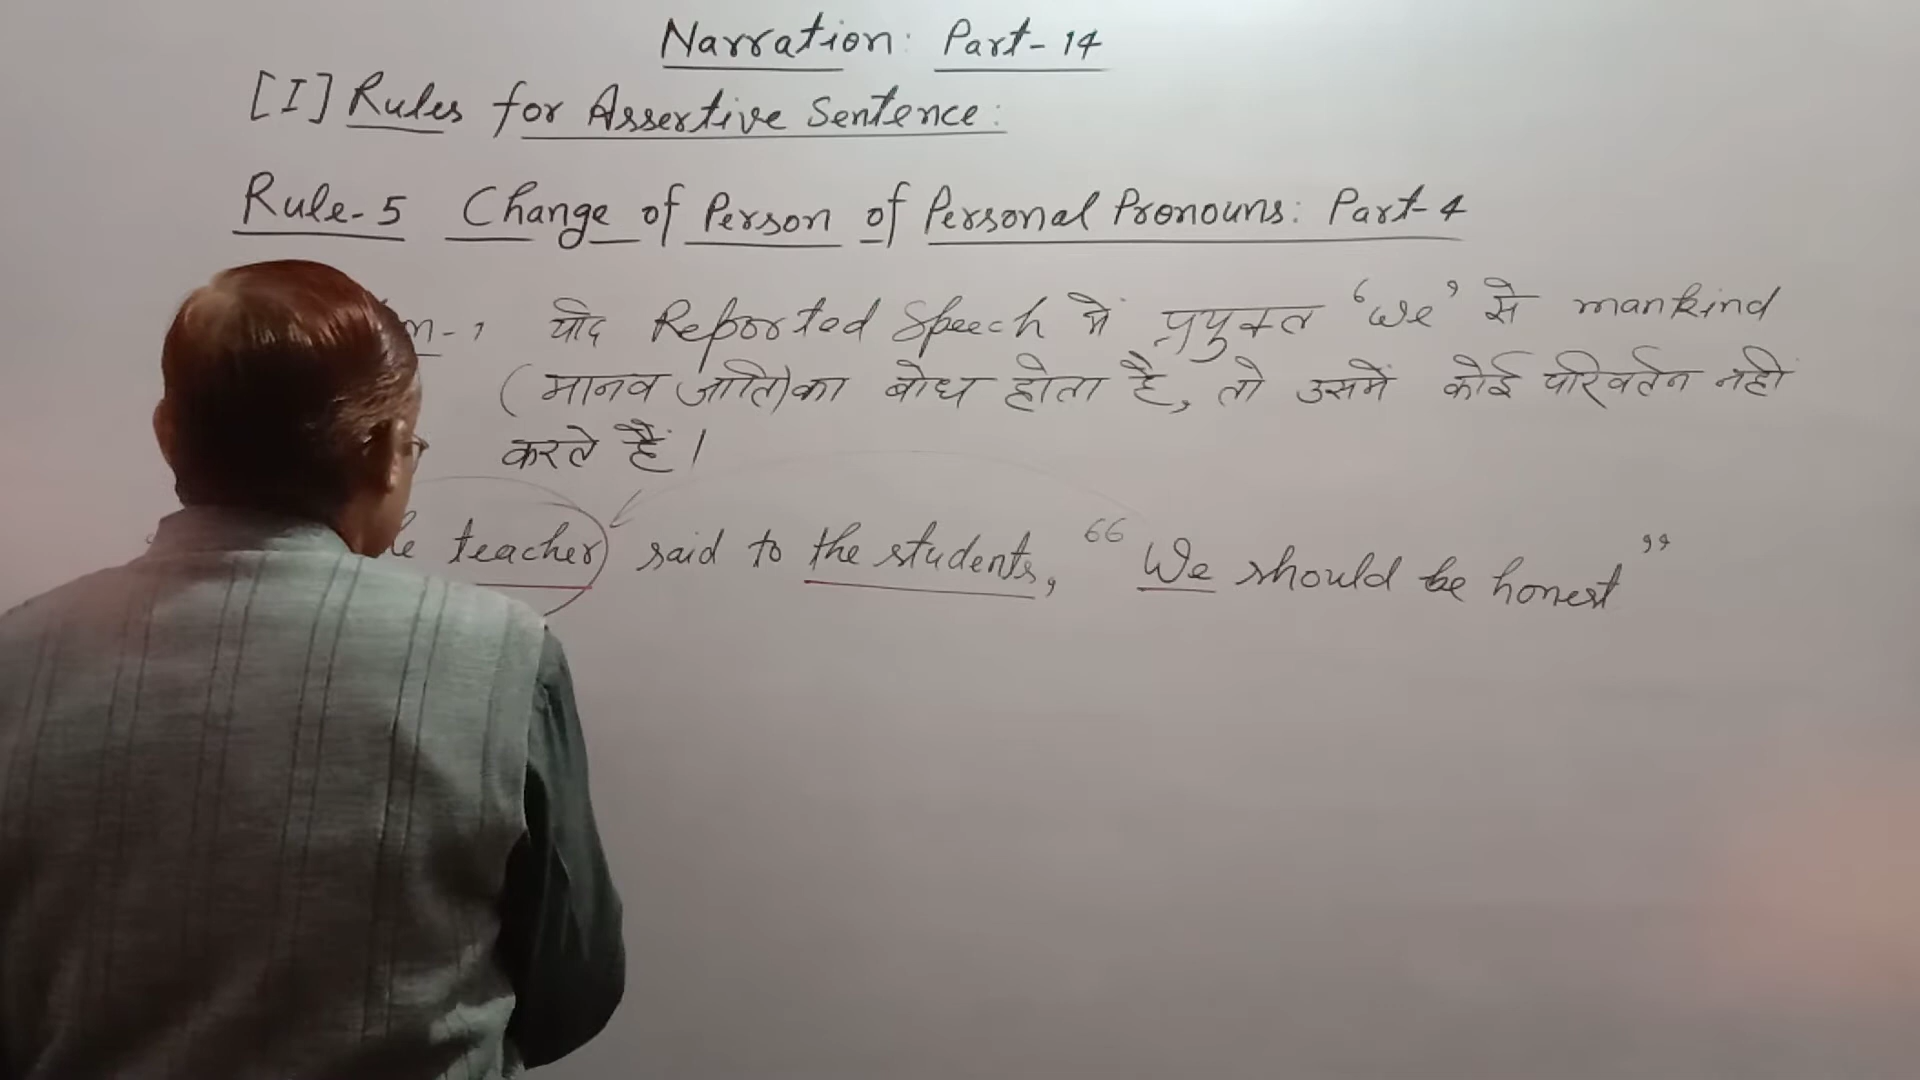 Narration: Part-14
[I] Rules for Assertive Sentence:
Rule-5 Change of Person of Personal Pronouns: Part-4
-1 यदि Reported Speech में प्रयुक्त ‘We’ से mankind
(मानव जाति) का बोध होता है, तो उसमें कोई परिवर्तन नहीं
करते हैं।
teacher said to the students, “We should be honest”